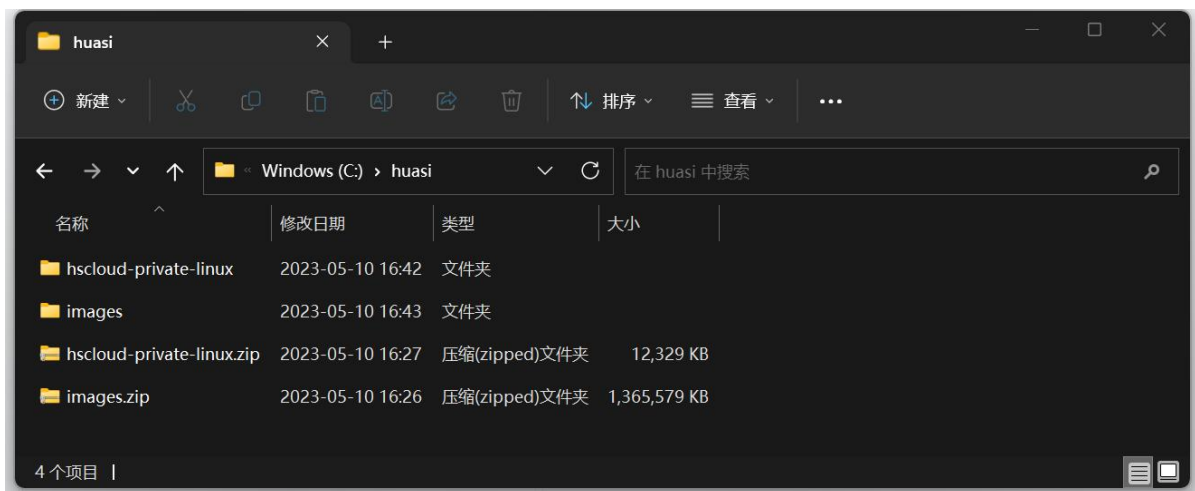 huasi
新建 排序 查看
Windows (C:) huasi 在 huasi 中搜索
名称 修改日期 类型 大小
hscloud-private-linux 2023-05-10 16:42 文件夹
images 2023-05-10 16:43 文件夹
hscloud-private-linux.zip 2023-05-10 16:27 压缩(zipped)文件夹 12,329 KB
images.zip 2023-05-10 16:26 压缩(zipped)文件夹 1,365,579 KB
4 个项目